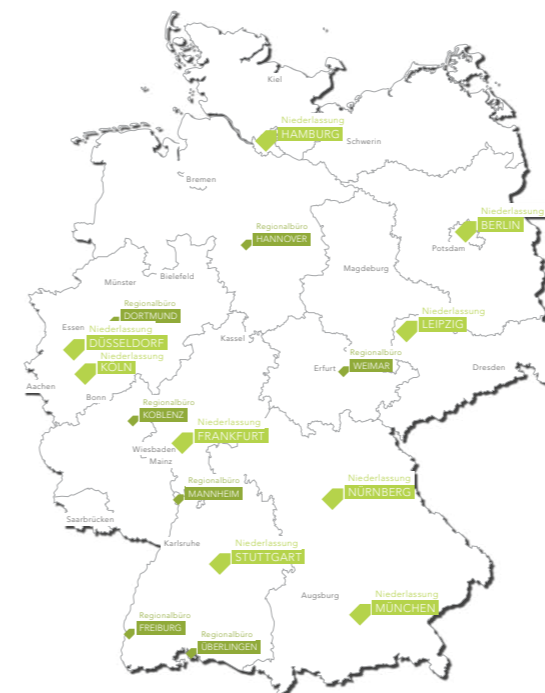 Kiel
Niederlassung
HAMBURG
Schwerin
Bremen
Niederlassung
BERLIN
Regionalbüro
HANNOVER
Potsdam
Magdeburg
Bielefeld
Münster
Regionalbüro
DORTMUND
Niederlassung
LEIPZIG
Essen
Niederlassung
DÜSSELDORF
Kassel
Niederlassung
KÖLN
Regionalbüro
WEIMAR
Erfurt
Dresden
Aachen
Bonn
Regionalbüro
KOBLENZ
Niederlassung
FRANKFURT
Wiesbaden
Mainz
Regionalbüro
MANNHEIM
Niederlassung
NÜRNBERG
Saarbrücken
Karlsruhe
Niederlassung
STUTTGART
Augsburg
Niederlassung
MÜNCHEN
Regionalbüro
FREIBURG
Regionalbüro
ÜBERLINGEN